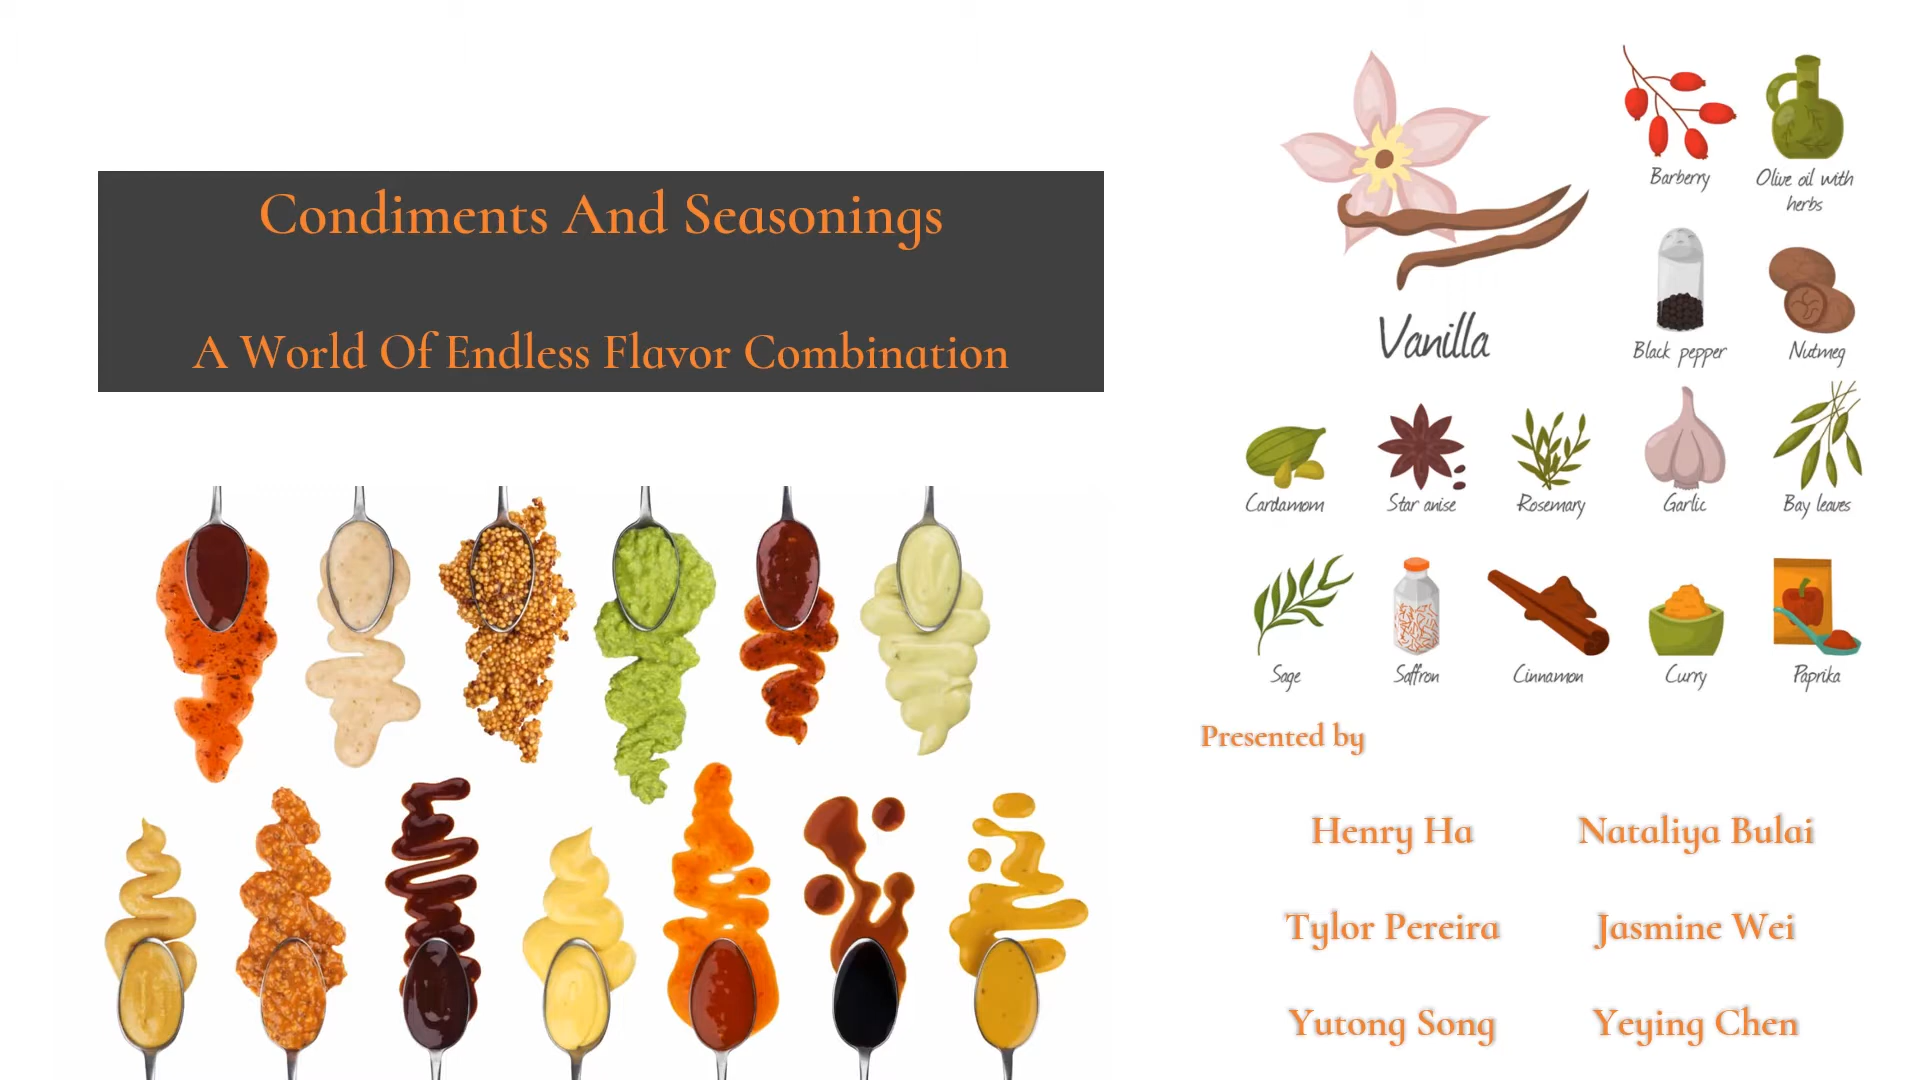 Condiments And Seasonings
A World Of Endless Flavor Combination
Barberry
Olive oil with
herbs
Vanilla
Black pepper
Nutmeg
Cardamom
Star anise
Rosemary
Garlic
Bay leaves
Sage
Saffron
Cinnamon
Curry
Paprika
Presented by
Henry Ha
Nataliya Bulai
Tylor Pereira
Jasmine Wei
Yutong Song
Yeying Chen